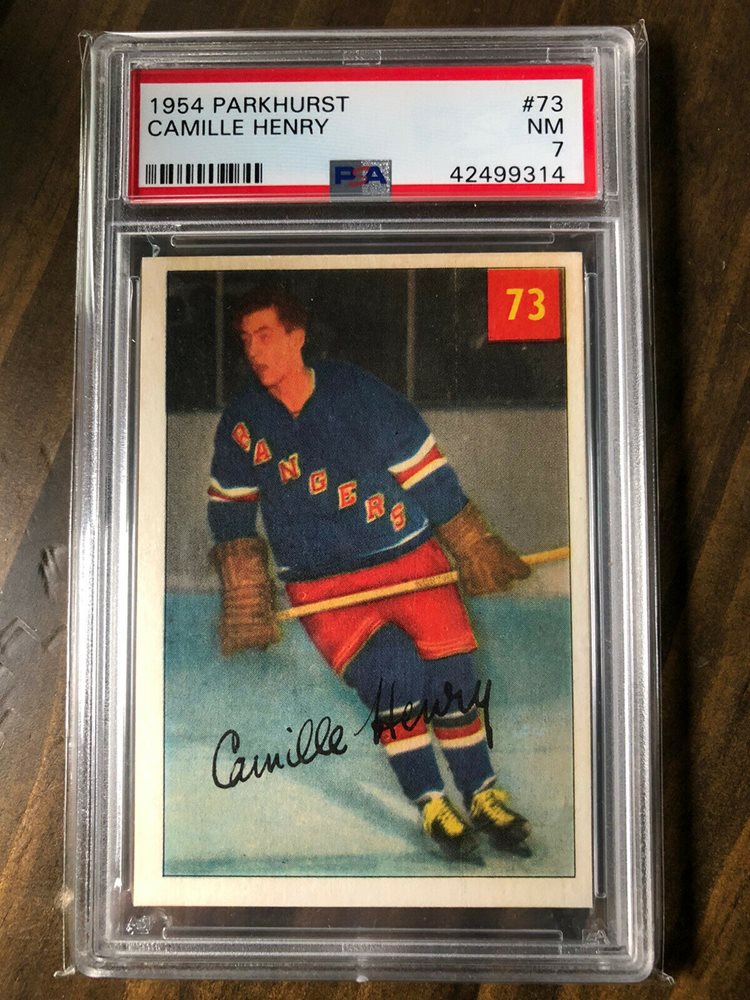 1954 PARKHURST #73
CAMILLE HENRY NM
7
PSA 42499314
73
RANGERS
Camille Henry